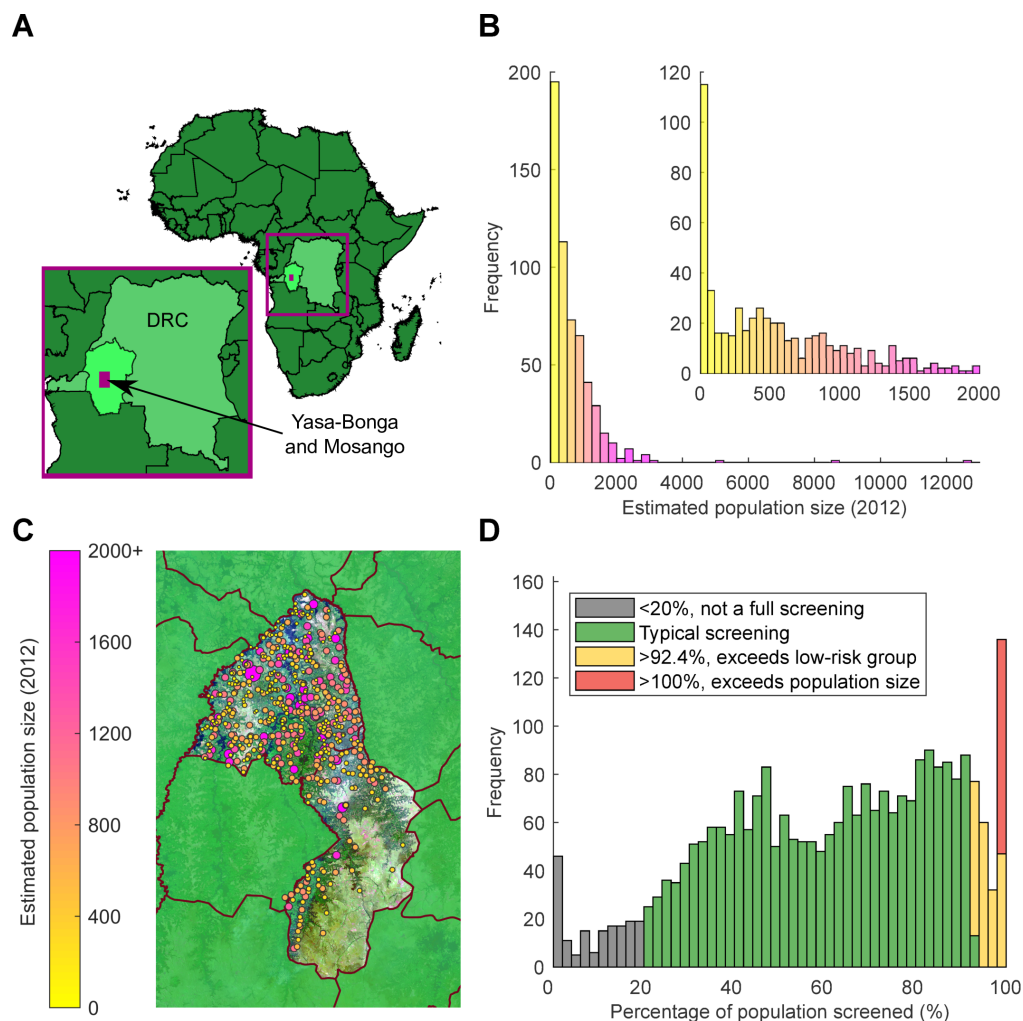 A
DRC
Yasa-Bonga
and Mosango
B
Frequency
200
150
100
50
0
0 2000 4000 6000 8000 10000 12000
Estimated population size (2012)
120
100
80
60
40
20
0
0 500 1000 1500 2000
C
Estimated population size (2012)
2000+
1600
1200
800
400
0
D
Frequency
160
140
120
100
80
60
40
20
0
<20%, not a full screening
Typical screening
>92.4%, exceeds low-risk group
>100%, exceeds population size
0 20 40 60 80 100
Percentage of population screened (%)